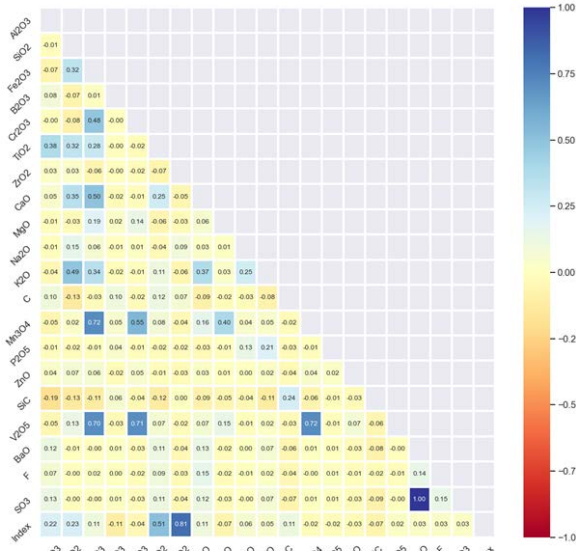 Al2O3
SiO2 -0.01
Fe2O3 -0.07 0.32
B2O3 0.08 -0.07 0.01
Cr2O3 -0.00 -0.08 0.48 -0.00
TiO2 0.38 0.32 0.28 -0.00 -0.02
ZrO2 0.03 0.03 -0.06 -0.00 -0.02 -0.07
CaO 0.05 0.35 0.50 -0.02 -0.01 0.25 -0.05
MgO -0.01 -0.03 0.19 0.02 0.14 -0.06 -0.03 0.06
Na2O -0.01 0.15 0.06 -0.01 0.01 -0.04 0.09 0.03 0.01
K2O -0.04 0.49 0.34 -0.02 -0.01 0.11 -0.06 0.37 0.03 0.25
C 0.10 -0.13 -0.03 0.10 -0.02 0.12 0.07 -0.09 -0.02 -0.03 -0.08
Mn3O4 -0.05 0.02 0.72 0.05 0.55 0.08 -0.04 0.16 0.40 0.04 0.05 -0.02
P2O5 -0.01 -0.02 -0.01 0.04 -0.01 -0.02 -0.02 -0.03 -0.01 0.13 0.21 -0.03 -0.01
ZnO 0.04 0.07 0.06 -0.02 0.05 -0.01 -0.03 0.03 0.01 0.00 0.02 -0.04 0.04 0.02
SiC -0.19 -0.13 -0.11 0.06 -0.04 -0.12 0.00 -0.09 -0.05 -0.04 -0.11 0.24 -0.06 -0.01 -0.03
V2O5 -0.05 0.13 0.70 -0.03 0.71 0.07 -0.02 0.07 0.15 -0.01 0.02 -0.04 0.72 -0.01 0.07 -0.06
BaO 0.12 -0.01 -0.00 -0.01 -0.03 0.11 -0.04 0.13 -0.02 0.00 0.07 -0.06 0.01 0.01 -0.03 -0.08 -0.00
F 0.07 -0.00 0.02 0.00 -0.02 0.09 -0.03 0.15 -0.02 -0.01 0.02 -0.04 -0.00 0.01 -0.02 -0.02 -0.01 0.14
SO3 0.13 -0.00 -0.00 0.01 -0.03 0.11 -0.04 0.12 -0.03 -0.00 0.07 -0.07 0.01 0.01 -0.03 -0.09 -0.00 1.00 0.15
Index 0.22 0.23 0.11 -0.11 -0.04 0.51 0.81 0.11 -0.07 0.06 0.05 0.11 -0.02 -0.02 -0.03 -0.07 0.02 0.03 0.03 0.03
1.00
0.75
0.50
0.25
0.00
-0.25
-0.50
-0.75
-1.00